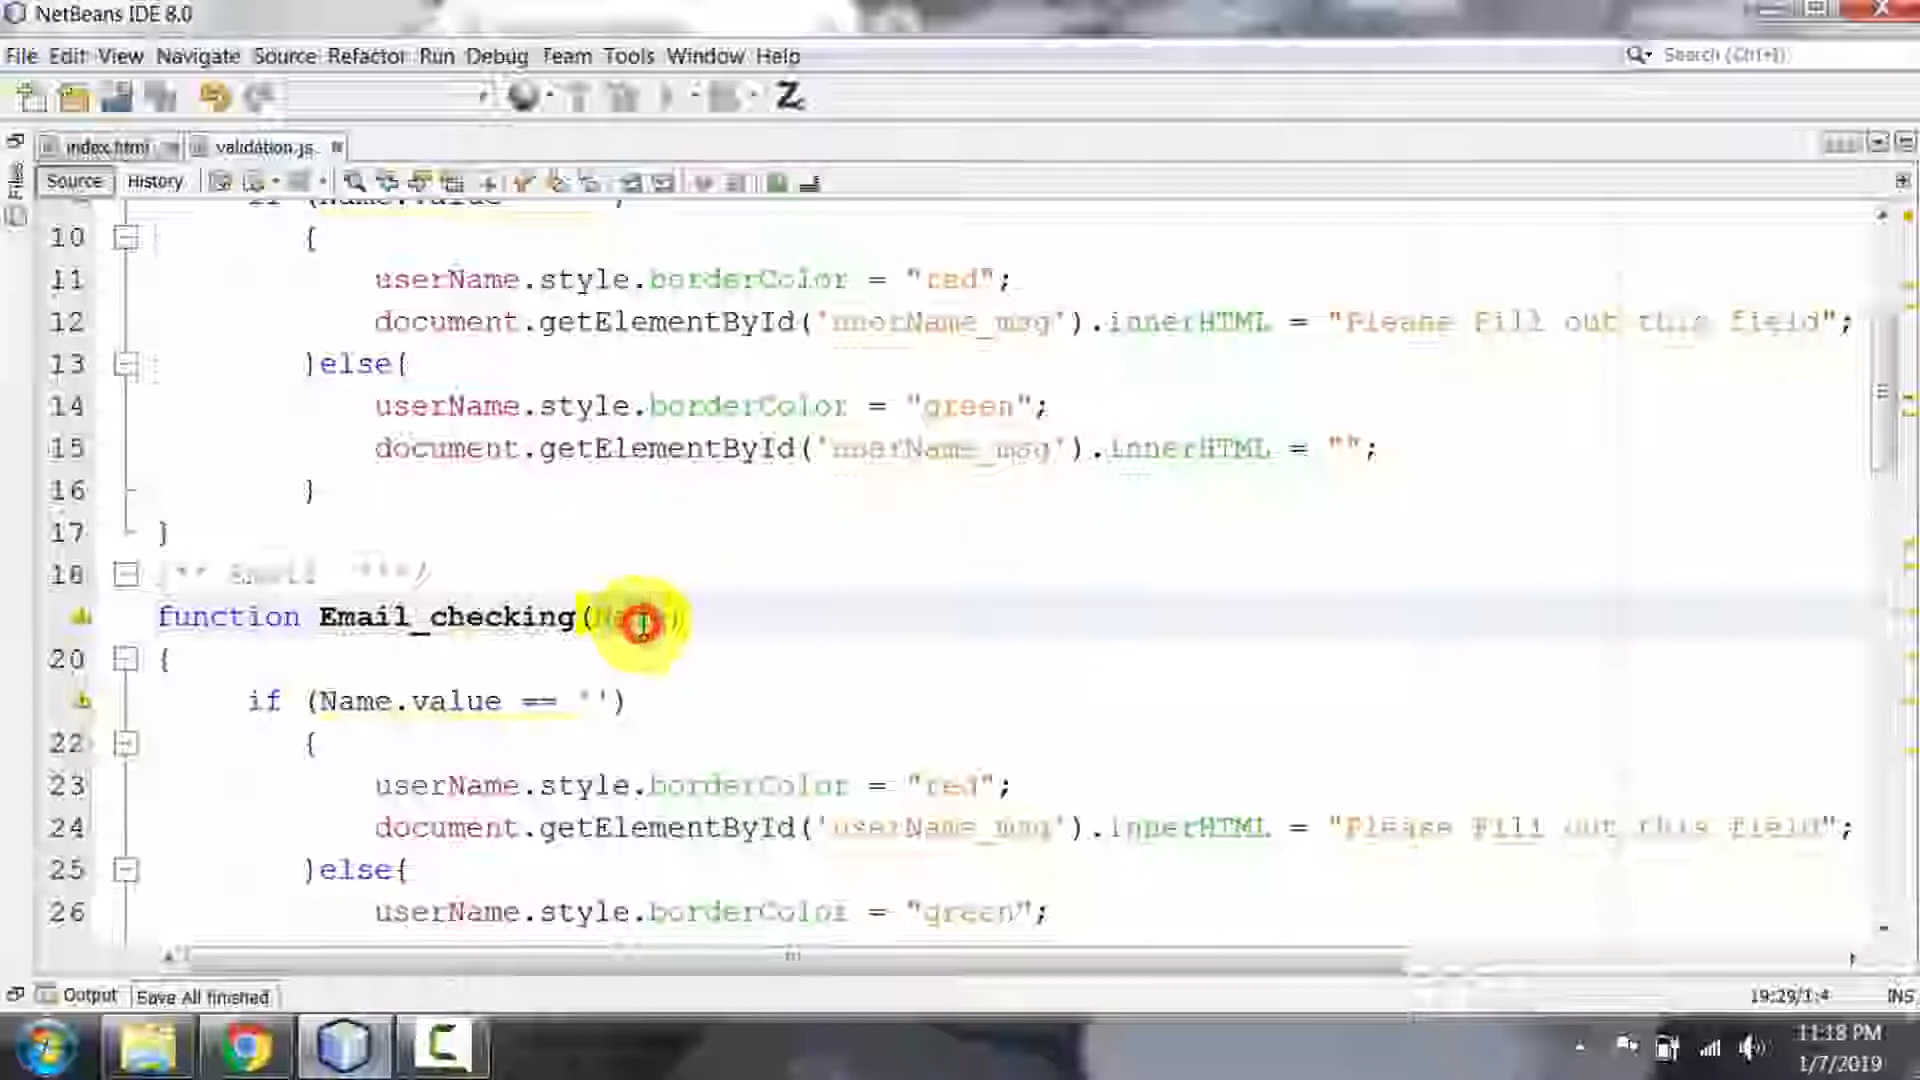 NetBeans IDE 8.0
File Edit View Navigate Source Refactor Run Debug Team Tools Window Help
Search (Ctrl+I)
index.html validation.js
Files
Source History
10 {
11 userName.style.borderColor = "red";
12 document.getElementById('userName_msg').innerHTML = "Please Fill out this field";
13 }else{
14 userName.style.borderColor = "green";
15 document.getElementById('userName_msg').innerHTML = "";
16 }
17 }
18 /** Email ***/
function Email_checking(
20 {
if (Name.value == '')
22 {
23 userName.style.borderColor = "red";
24 document.getElementById('userName_msg').innerHTML = "Please Fill out this field";
25 }else{
26 userName.style.borderColor = "green";
Output Save All finished
19:29/1:4 INS
11:18 PM
1/7/2019